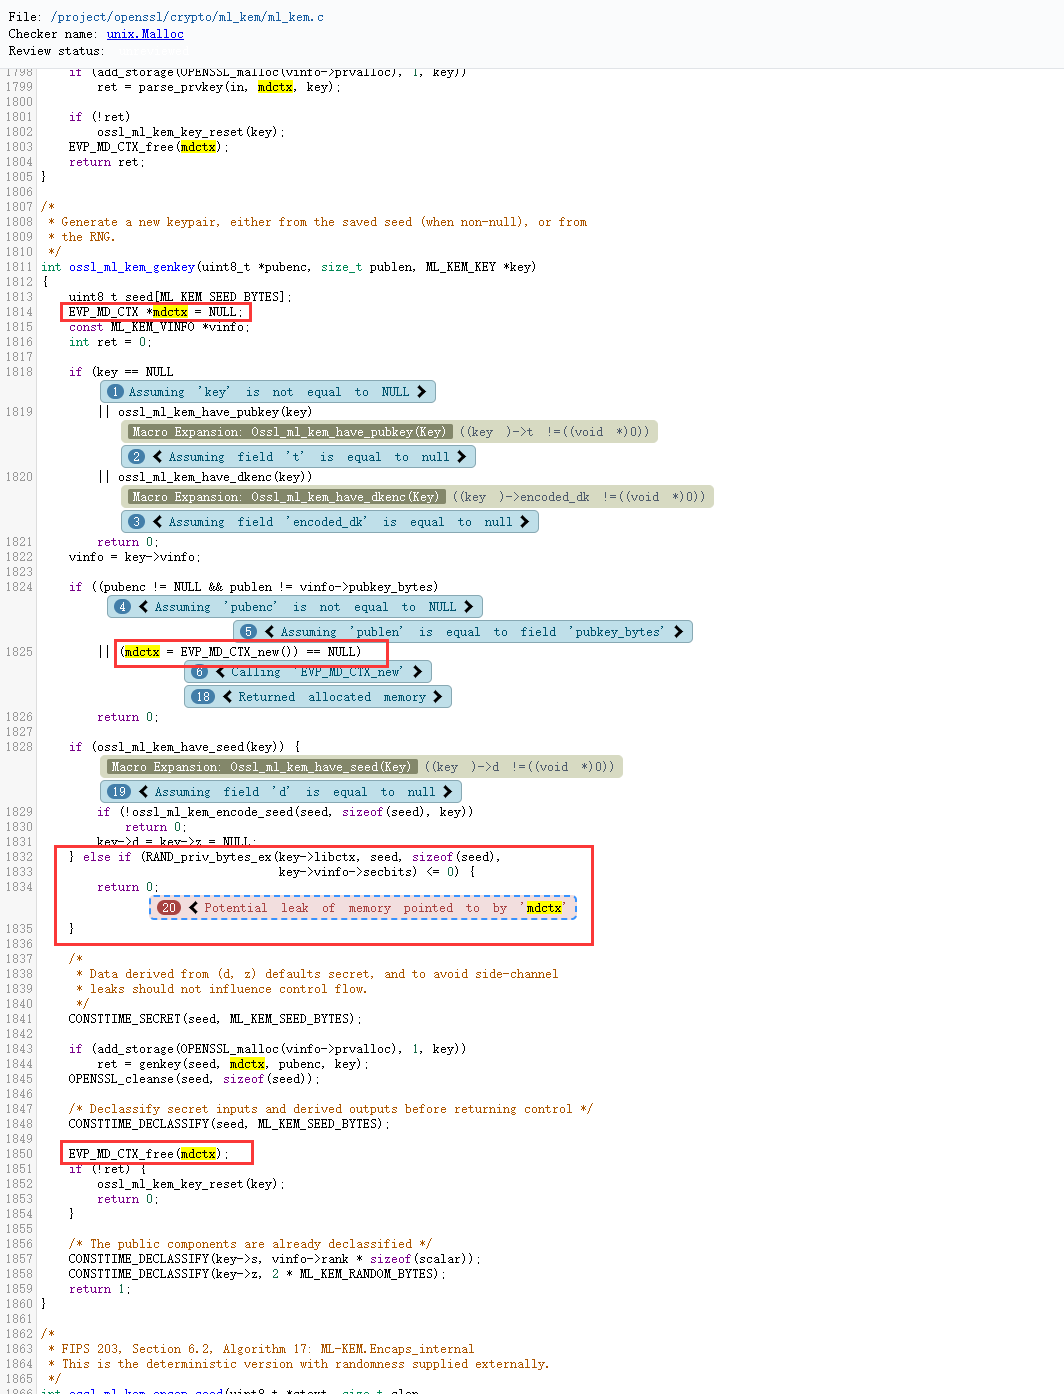 File: /project/openssl/crypto/ml_kem/ml_kem.c
Checker name: unix.Malloc
Review status:
1798 if (add_storage(OPENSSL_malloc(vinfo->prvalloc), 1, key))
1799 ret = parse_prvkey(in, mdctx, key);
1800
1801 if (!ret)
1802 ossl_ml_kem_key_reset(key);
1803 EVP_MD_CTX_free(mdctx);
1804 return ret;
1805 }
1806
1807 /*
1808 * Generate a new keypair, either from the saved seed (when non-null), or from
1809 * the RNG.
1810 */
1811 int ossl_ml_kem_genkey(uint8_t *pubenc, size_t publen, ML_KEM_KEY *key)
1812 {
1813 uint8_t seed[ML_KEM_SEED_BYTES];
1814 EVP_MD_CTX *mdctx = NULL;
1815 const ML_KEM_VINFO *vinfo;
1816 int ret = 0;
1817
1818 if (key == NULL
1 Assuming 'key' is not equal to NULL
1819 || ossl_ml_kem_have_pubkey(key)
Macro Expansion: Ossl_ml_kem_have_pubkey(Key) ((key )->t !=((void *)0))
2 Assuming field 't' is equal to null
1820 || ossl_ml_kem_have_dkenc(key))
Macro Expansion: Ossl_ml_kem_have_dkenc(Key) ((key )->encoded_dk !=((void *)0))
3 Assuming field 'encoded_dk' is equal to null
1821 return 0;
1822 vinfo = key->vinfo;
1823
1824 if ((pubenc != NULL && publen != vinfo->pubkey_bytes)
4 Assuming 'pubenc' is not equal to NULL
5 Assuming 'publen' is equal to field 'pubkey_bytes'
1825 || (mdctx = EVP_MD_CTX_new()) == NULL)
6 Calling 'EVP_MD_CTX_new'
18 Returned allocated memory
1826 return 0;
1827
1828 if (ossl_ml_kem_have_seed(key)) {
Macro Expansion: Ossl_ml_kem_have_seed(Key) ((key )->d !=((void *)0))
19 Assuming field 'd' is equal to null
1829 if (!ossl_ml_kem_encode_seed(seed, sizeof(seed), key))
1830 return 0;
1831 key->d = key->z = NULL;
1832 } else if (RAND_priv_bytes_ex(key->libctx, seed, sizeof(seed),
1833 key->vinfo->secbits) <= 0) {
1834 return 0;
20 Potential leak of memory pointed to by 'mdctx'
1835 }
1836
1837 /*
1838 * Data derived from (d, z) defaults secret, and to avoid side-channel
1839 * leaks should not influence control flow.
1840 */
1841 CONSTTIME_SECRET(seed, ML_KEM_SEED_BYTES);
1842
1843 if (add_storage(OPENSSL_malloc(vinfo->prvalloc), 1, key))
1844 ret = genkey(seed, mdctx, pubenc, key);
1845 OPENSSL_cleanse(seed, sizeof(seed));
1846
1847 /* Declassify secret inputs and derived outputs before returning control */
1848 CONSTTIME_DECLASSIFY(seed, ML_KEM_SEED_BYTES);
1849
1850 EVP_MD_CTX_free(mdctx);
1851 if (!ret) {
1852 ossl_ml_kem_key_reset(key);
1853 return 0;
1854 }
1855
1856 /* The public components are already declassified */
1857 CONSTTIME_DECLASSIFY(key->s, vinfo->rank * sizeof(scalar));
1858 CONSTTIME_DECLASSIFY(key->z, 2 * ML_KEM_RANDOM_BYTES);
1859 return 1;
1860 }
1861
1862 /*
1863 * FIPS 203, Section 6.2, Algorithm 17: ML-KEM.Encaps_internal
1864 * This is the deterministic version with randomness supplied externally.
1865 */
1866 int ossl_ml_kem_encap_seed(uint8_t *ctext, size_t clen,